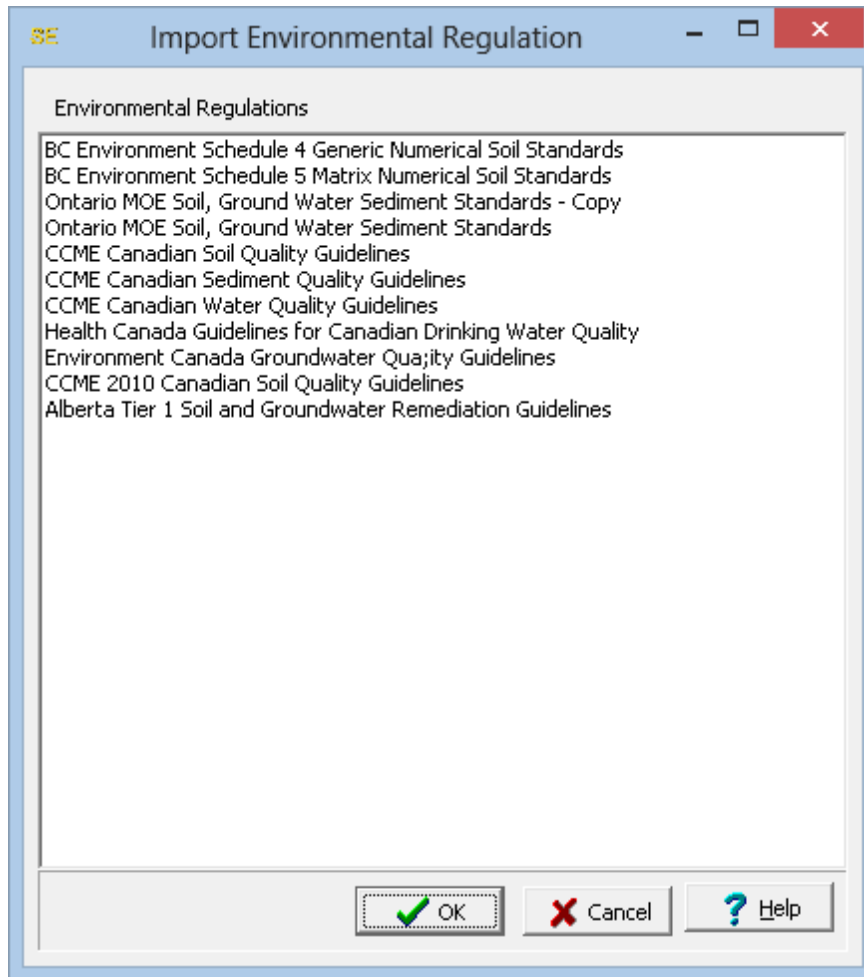 SE Import Environmental Regulation
Environmental Regulations
BC Environment Schedule 4 Generic Numerical Soil Standards
BC Environment Schedule 5 Matrix Numerical Soil Standards
Ontario MOE Soil, Ground Water Sediment Standards - Copy
Ontario MOE Soil, Ground Water Sediment Standards
CCME Canadian Soil Quality Guidelines
CCME Canadian Sediment Quality Guidelines
CCME Canadian Water Quality Guidelines
Health Canada Guidelines for Canadian Drinking Water Quality
Environment Canada Groundwater Qua;ity Guidelines
CCME 2010 Canadian Soil Quality Guidelines
Alberta Tier 1 Soil and Groundwater Remediation Guidelines
OK Cancel Help